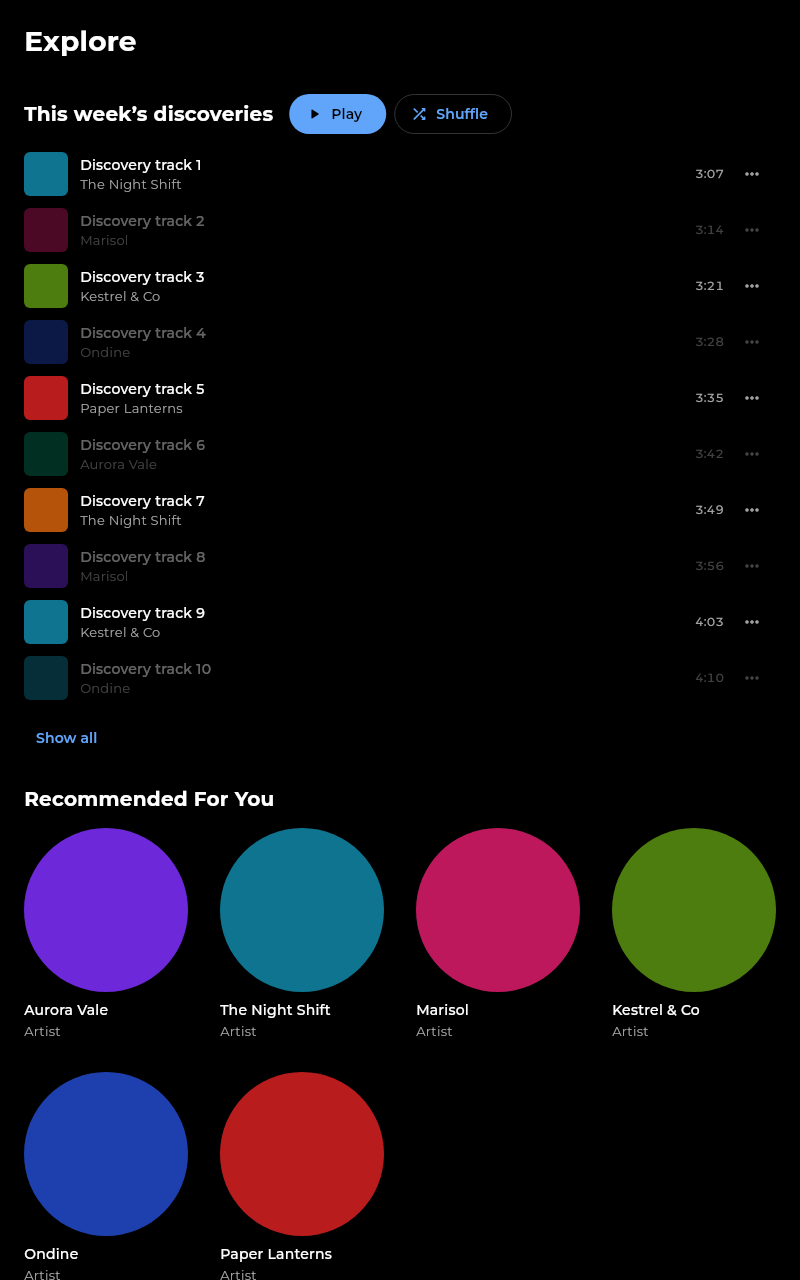 Explore
This week’s discoveries
Play
Shuffle
Discovery track 1
The Night Shift
3:07
Discovery track 2
Marisol
3:14
Discovery track 3
Kestrel & Co
3:21
Discovery track 4
Ondine
3:28
Discovery track 5
Paper Lanterns
3:35
Discovery track 6
Aurora Vale
3:42
Discovery track 7
The Night Shift
3:49
Discovery track 8
Marisol
3:56
Discovery track 9
Kestrel & Co
4:03
Discovery track 10
Ondine
4:10
Show all
Recommended For You
Aurora Vale
Artist
The Night Shift
Artist
Marisol
Artist
Kestrel & Co
Artist
Ondine
Artist
Paper Lanterns
Artist